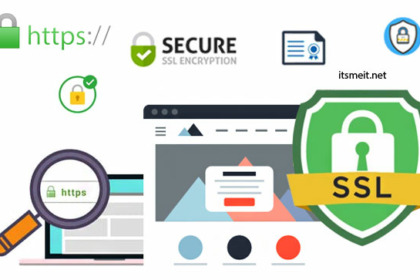 https://
SECURE
SSL ENCRYPTION
itsmeit.net
https
SSL